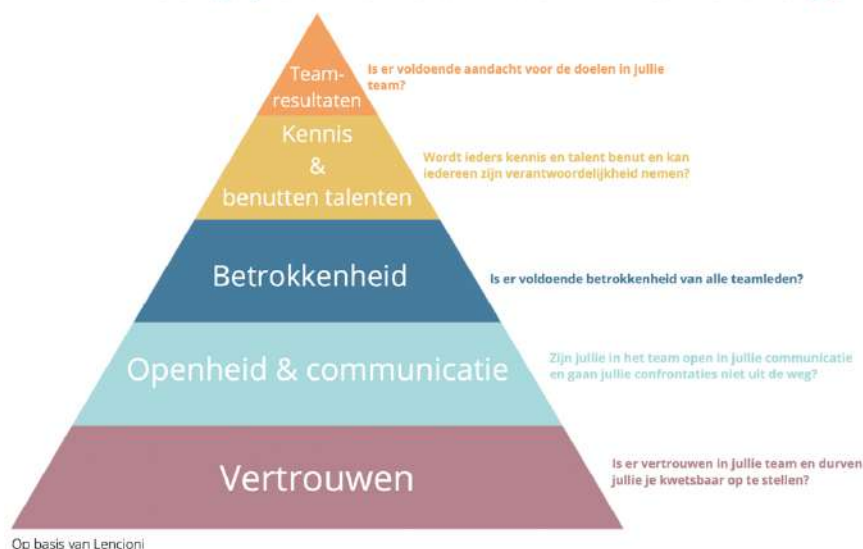 Team-
resultaten
Is er voldoende aandacht voor de doelen in jullie
team?
Kennis
&
benutten talenten
Wordt ieders kennis en talent benut en kan
iedereen zijn verantwoordelijkheid nemen?
Betrokkenheid
Is er voldoende betrokkenheid van alle teamleden?
Openheid & communicatie
Zijn jullie in het team open in jullie communicatie
en gaan jullie confrontaties niet uit de weg?
Vertrouwen
Is er vertrouwen in jullie team en durven
jullie je kwetsbaar op te stellen?
Op basis van Lencioni